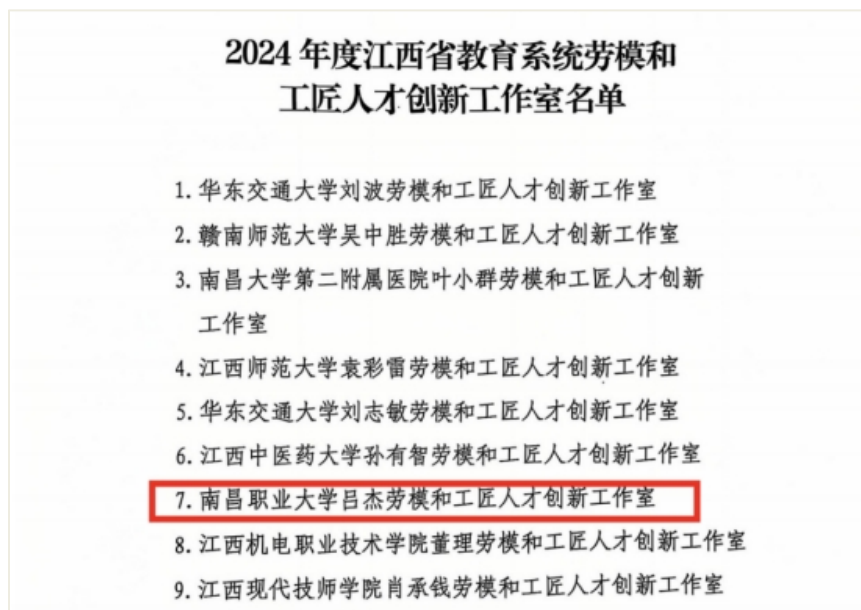 2024 年度江西省教育系统劳模和
工匠人才创新工作室名单
1. 华东交通大学刘波劳模和工匠人才创新工作室
2. 赣南师范大学吴中胜劳模和工匠人才创新工作室
3. 南昌大学第二附属医院叶小群劳模和工匠人才创新
工作室
4. 江西师范大学袁彩雷劳模和工匠人才创新工作室
5. 华东交通大学刘志敏劳模和工匠人才创新工作室
6. 江西中医药大学孙有智劳模和工匠人才创新工作室
7. 南昌职业大学吕杰劳模和工匠人才创新工作室
8. 江西机电职业技术学院董理劳模和工匠人才创新工作室
9. 江西现代技师学院肖承钱劳模和工匠人才创新工作室